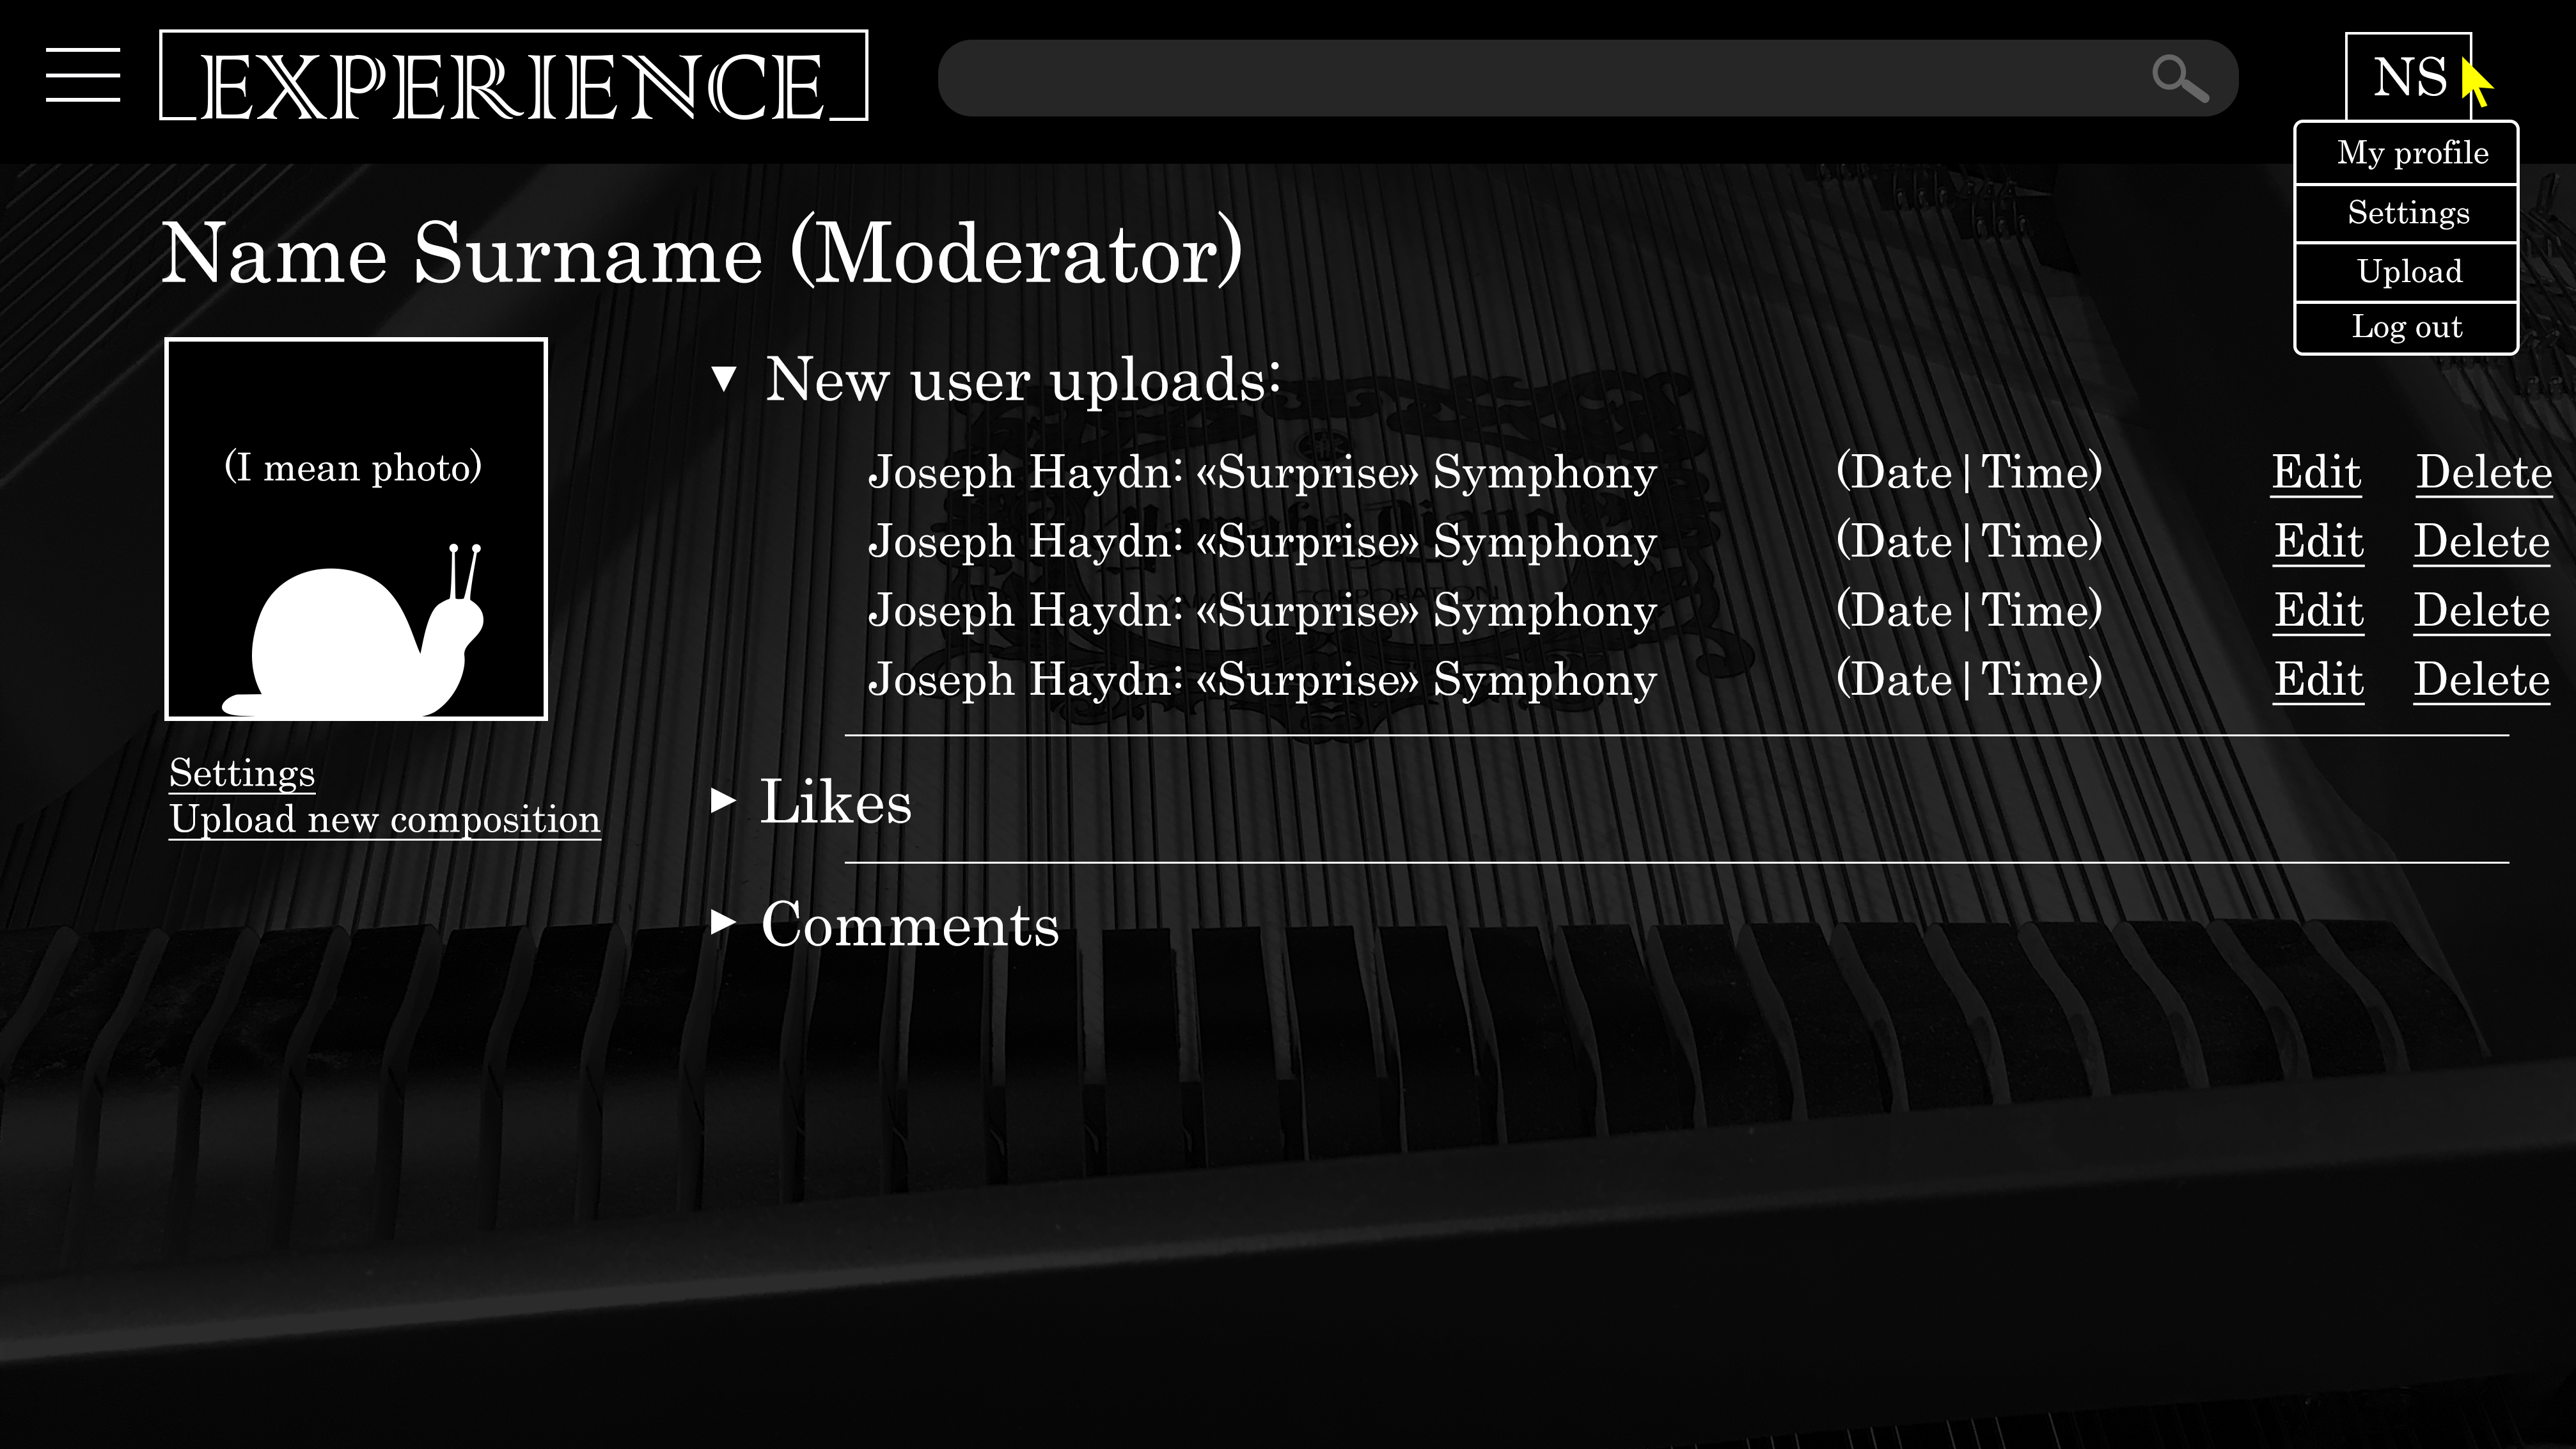 EXPERIENCE
NS
My profile
Settings
Upload
Log out
Name Surname (Moderator)
(I mean photo)
Settings
Upload new composition
▼ New user uploads:
Joseph Haydn: «Surprise» Symphony (Date|Time) Edit Delete
Joseph Haydn: «Surprise» Symphony (Date|Time) Edit Delete
Joseph Haydn: «Surprise» Symphony (Date|Time) Edit Delete
Joseph Haydn: «Surprise» Symphony (Date|Time) Edit Delete
► Likes
► Comments
YAMAHA CORPORATION